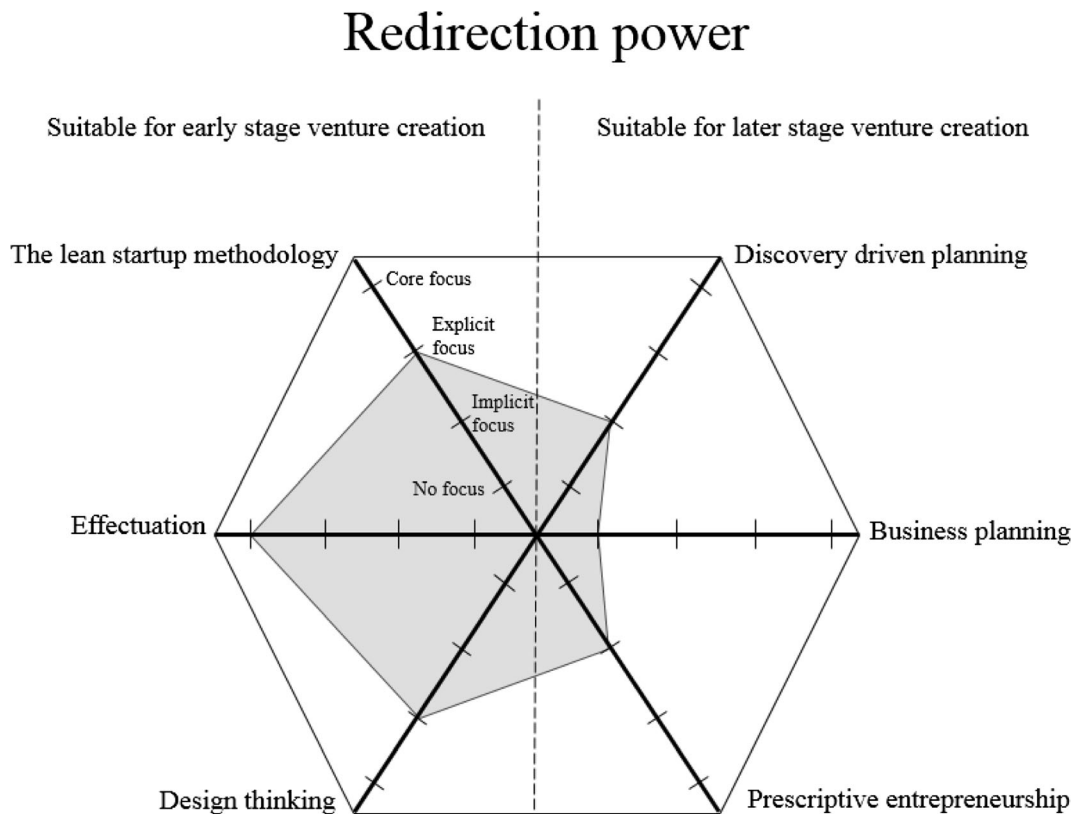 Redirection power
Suitable for early stage venture creation
Suitable for later stage venture creation
The lean startup methodology
Discovery driven planning
Core focus
Explicit
focus
Implicit
focus
No focus
Effectuation
Business planning
Design thinking
Prescriptive entrepreneurship